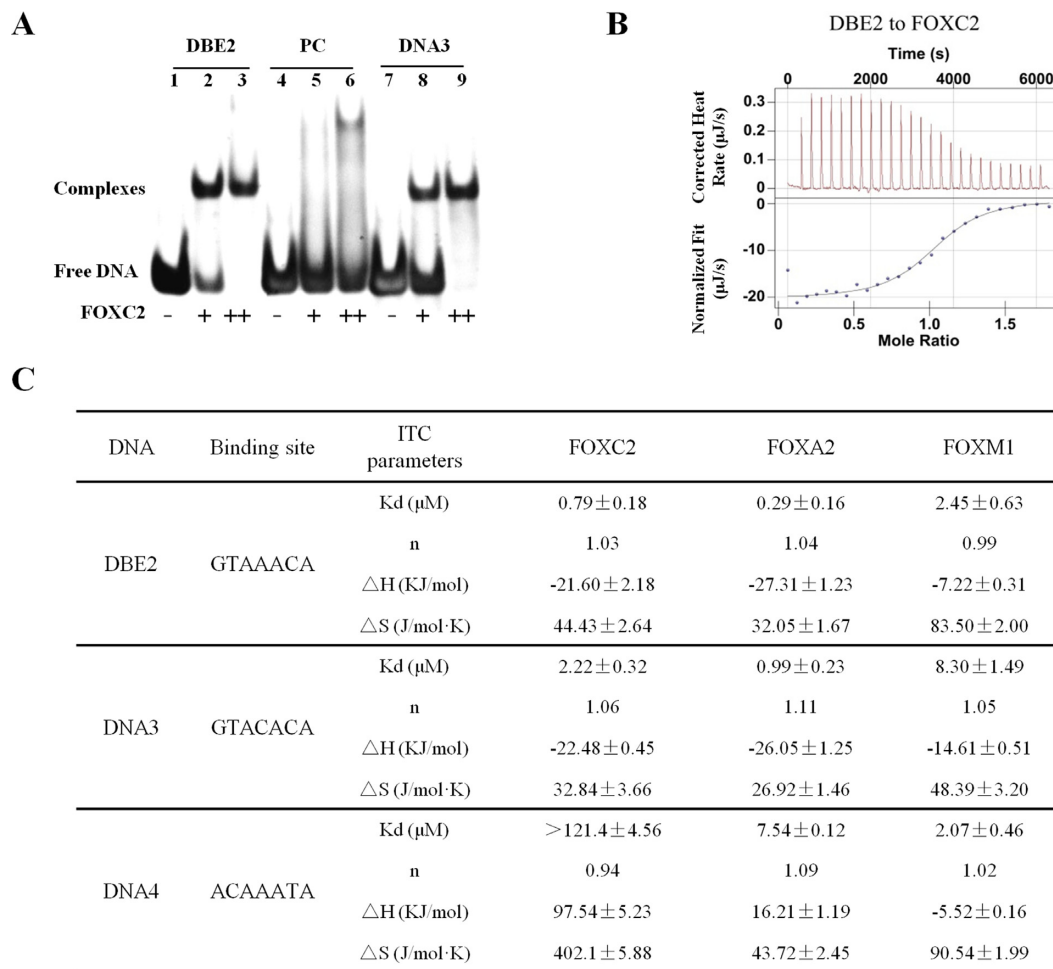 A
DBE2 PC DNA3
1 2 3 4 5 6 7 8 9
Complexes
Free DNA
FOXC2 - + ++ - + ++ - + ++
B
DBE2 to FOXC2
Time (s)
0 2000 4000 6000
Corrected Heat
Rate (μJ/s)
0.3
0.2
0.1
0
Normalized Fit
(μJ/s)
0
-10
-20
0 0.5 1.0 1.5
Mole Ratio
C
DNA Binding site ITC parameters FOXC2 FOXA2 FOXM1
DBE2 GTAAACA
Kd (μM) 0.79±0.18 0.29±0.16 2.45±0.63
n 1.03 1.04 0.99
△H (KJ/mol) -21.60±2.18 -27.31±1.23 -7.22±0.31
△S (J/mol·K) 44.43±2.64 32.05±1.67 83.50±2.00
DNA3 GTACACA
Kd (μM) 2.22±0.32 0.99±0.23 8.30±1.49
n 1.06 1.11 1.05
△H (KJ/mol) -22.48±0.45 -26.05±1.25 -14.61±0.51
△S (J/mol·K) 32.84±3.66 26.92±1.46 48.39±3.20
DNA4 ACAAATA
Kd (μM) >121.4±4.56 7.54±0.12 2.07±0.46
n 0.94 1.09 1.02
△H (KJ/mol) 97.54±5.23 16.21±1.19 -5.52±0.16
△S (J/mol·K) 402.1±5.88 43.72±2.45 90.54±1.99